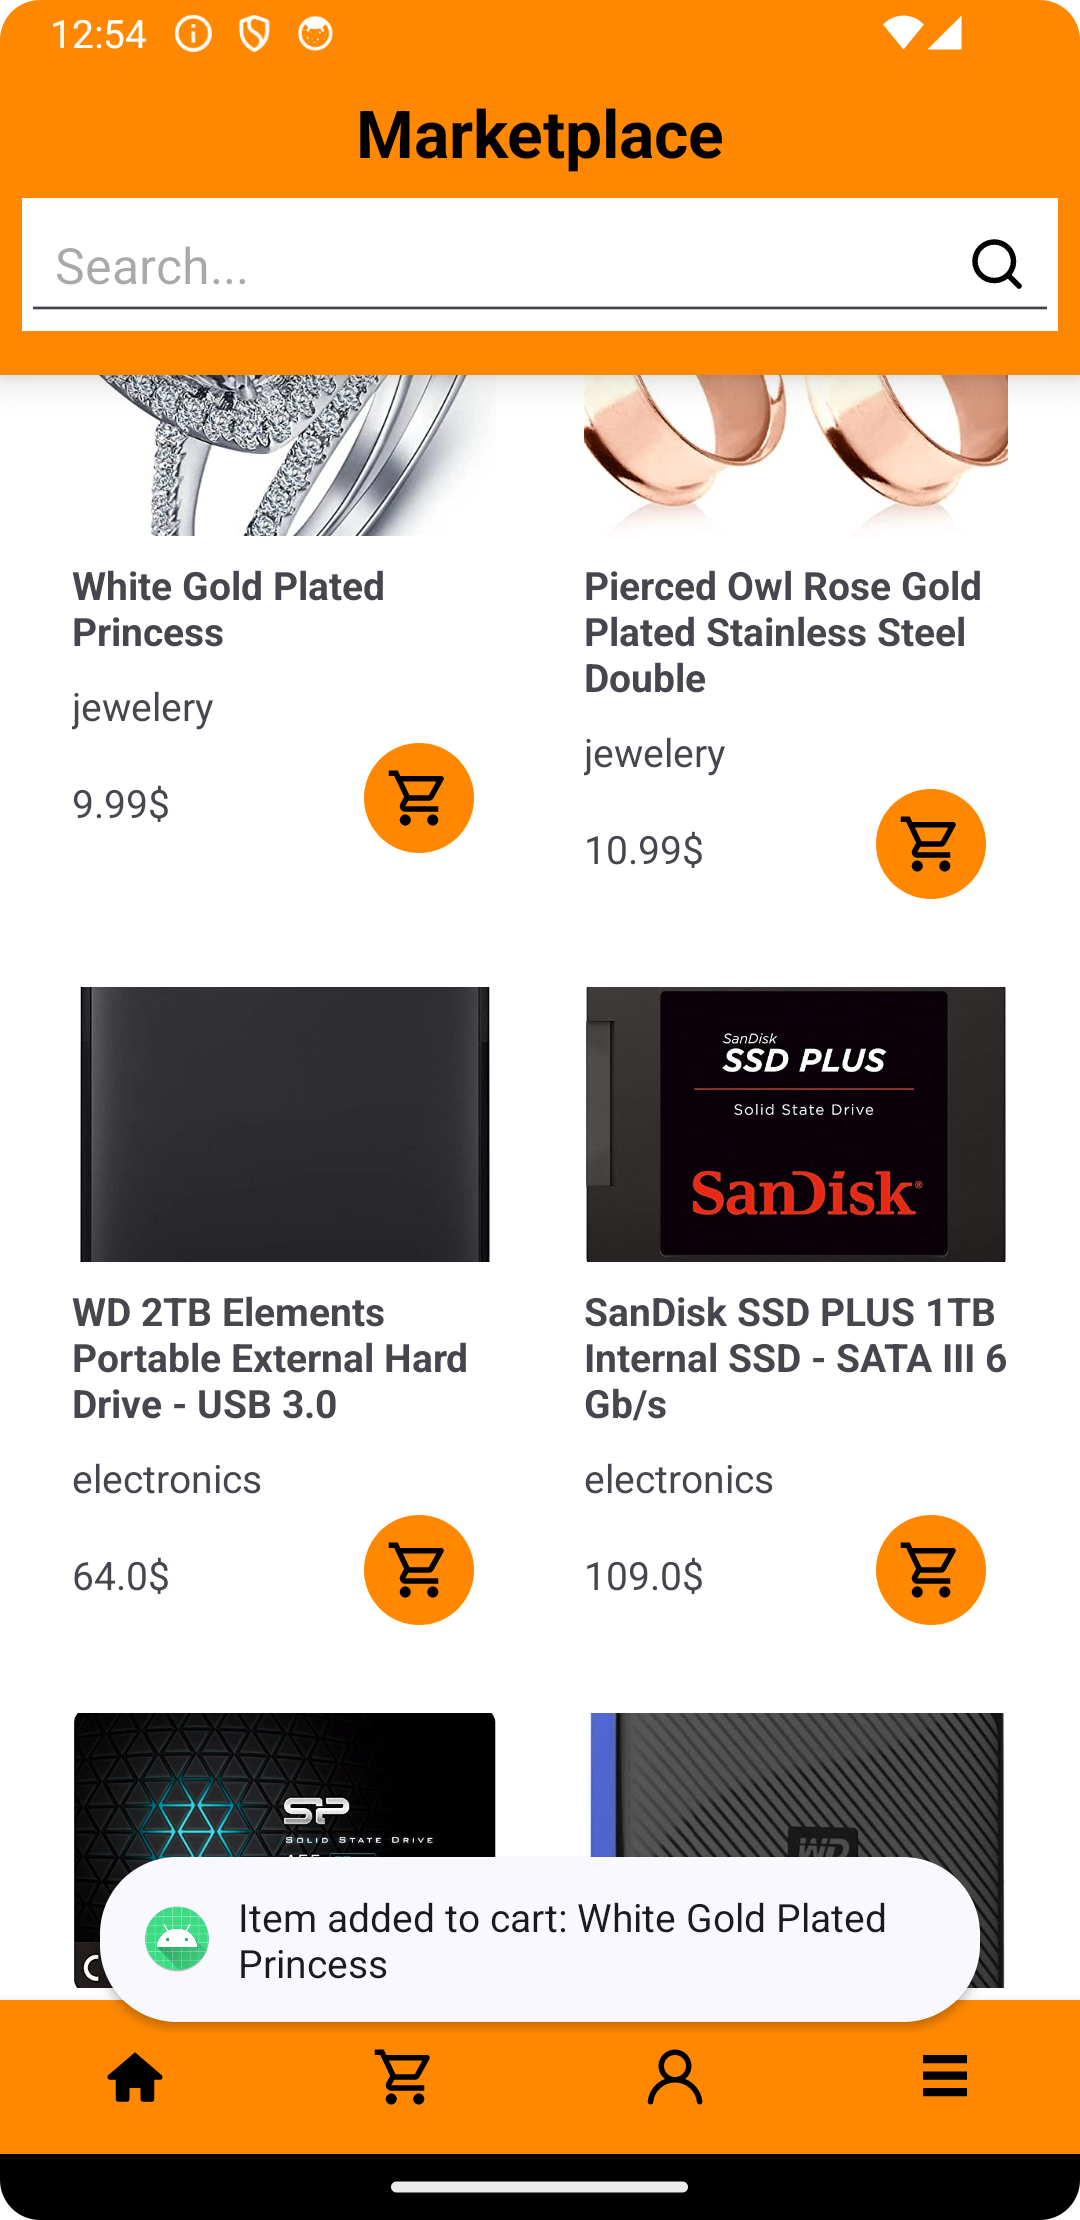 12:54
Marketplace
Search...
White Gold Plated
Princess
jewelery
9.99$
Pierced Owl Rose Gold
Plated Stainless Steel
Double
jewelery
10.99$
SanDisk
SSD PLUS
Solid State Drive
SanDisk®
WD 2TB Elements
Portable External Hard
Drive - USB 3.0
electronics
64.0$
SanDisk SSD PLUS 1TB
Internal SSD - SATA III 6
Gb/s
electronics
109.0$
SP
SOLID STATE DRIVE
WD
Item added to cart: White Gold Plated
Princess